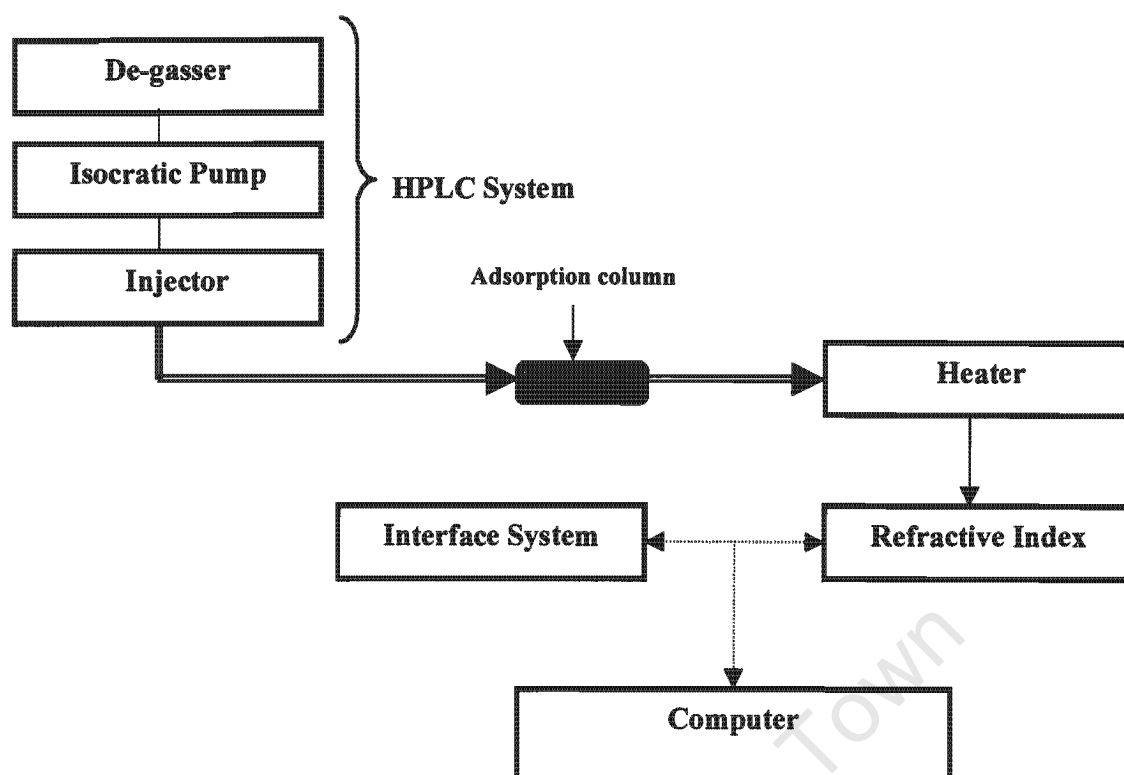 De-gasser
Isocratic Pump
HPLC System
Injector
Adsorption column
Heater
Interface System
Refractive Index
Computer
Town